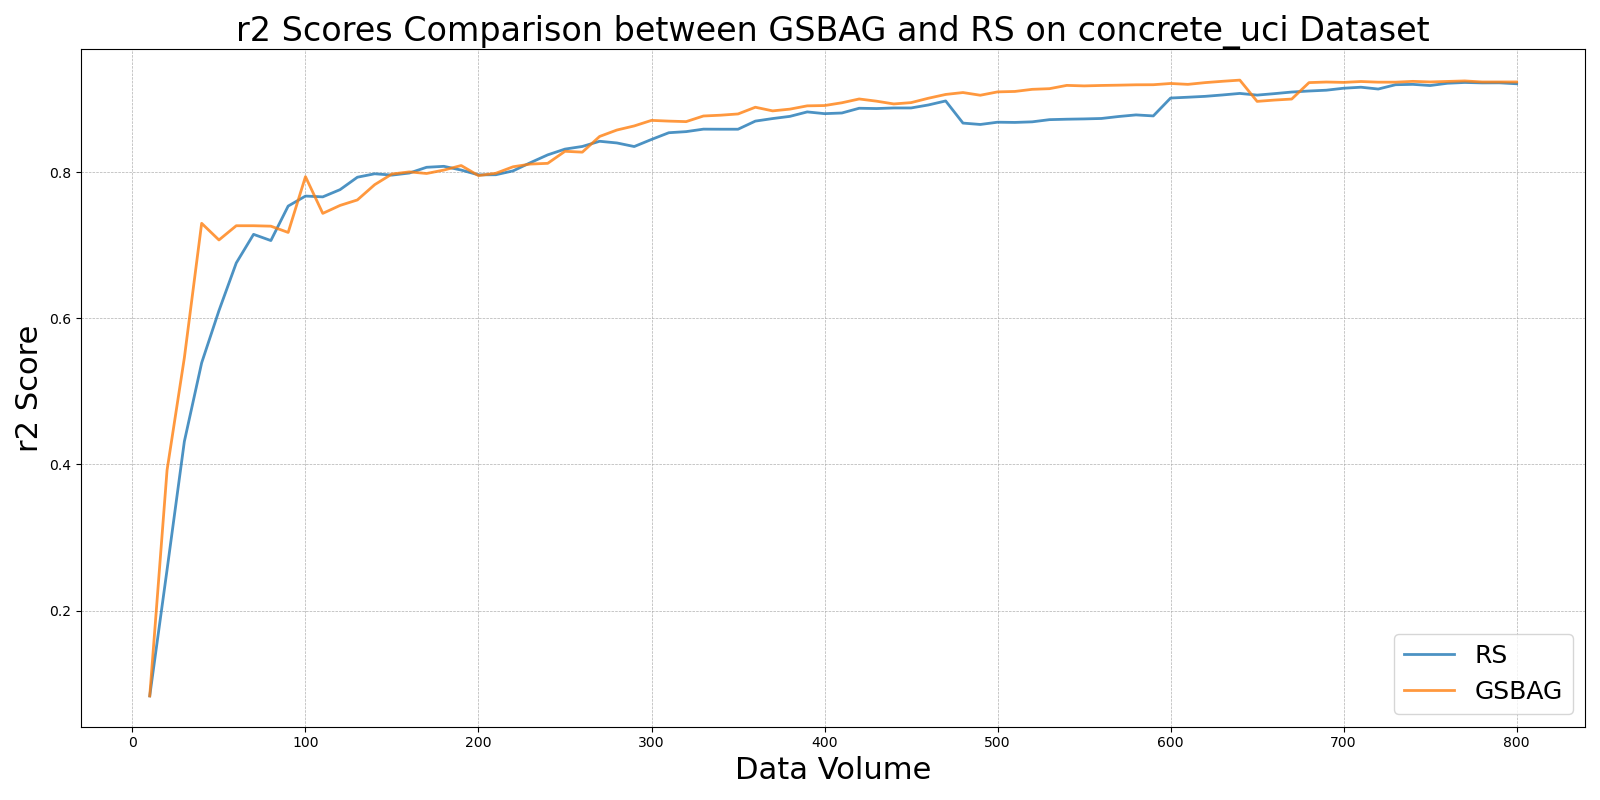 r2 Scores Comparison between GSBAG and RS on concrete_uci Dataset
r2 Score
0.8
0.6
0.4
0.2
0 100 200 300 400 500 600 700 800
Data Volume
RS
GSBAG